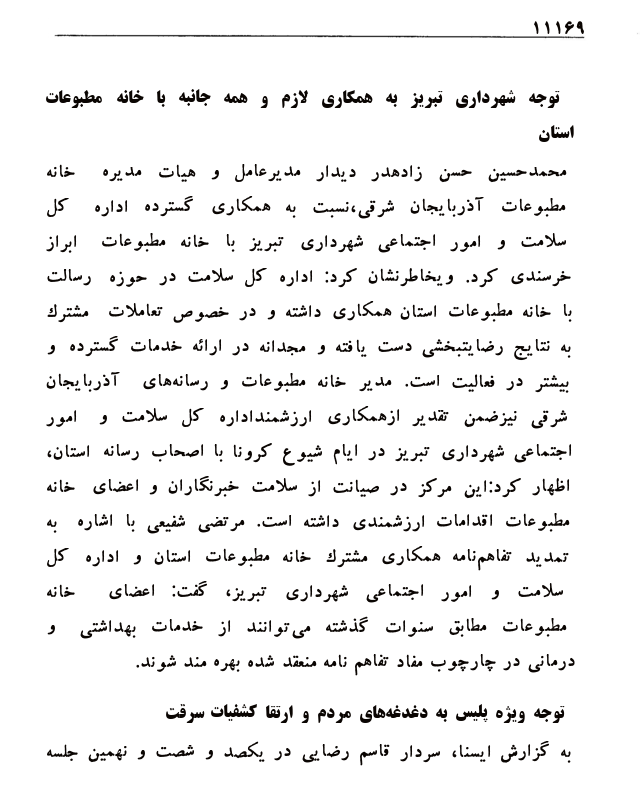 ۱۱۱۶۹
توجه شهرداری تبریز به همکاری لازم و همه جانبه با خانه مطبوعات
استان
محمدحسین حسن زادهدر دیدار مدیرعامل و هیات مدیره خانه
مطبوعات آذربایجان شرقی،نسبت به همکاری گسترده اداره کل
سلامت و امور اجتماعی شهرداری تبریز با خانه مطبوعات ابراز
خرسندی کرد. ویخاطرنشان کرد: اداره کل سلامت در حوزه رسالت
با خانه مطبوعات استان همکاری داشته و در خصوص تعاملات مشترك
به نتایج رضایتبخشی دست یافته و مجدانه در ارائه خدمات گسترده و
بیشتر در فعالیت است. مدیر خانه مطبوعات و رسانه‌های آذربایجان
شرقی نیزضمن تقدیر ازهمکاری ارزشمنداداره کل سلامت و امور
اجتماعی شهرداری تبریز در ایام شیوع کرونا با اصحاب رسانه استان،
اظهار کرد:این مرکز در صیانت از سلامت خبرنگاران و اعضای خانه
مطبوعات اقدامات ارزشمندی داشته است. مرتضی شفیعی با اشاره به
تمدید تفاهم‌نامه همکاری مشترك خانه مطبوعات استان و اداره کل
سلامت و امور اجتماعی شهرداری تبریز، گفت: اعضای خانه
مطبوعات مطابق سنوات گذشته می‌توانند از خدمات بهداشتی و
درمانی در چارچوب مفاد تفاهم نامه منعقد شده بهره مند شوند.
توجه ویژه پلیس به دغدغه‌های مردم و ارتقا کشفیات سرقت
به گزارش ایسنا، سردار قاسم رضایی در یکصد و شصت و نهمین جلسه